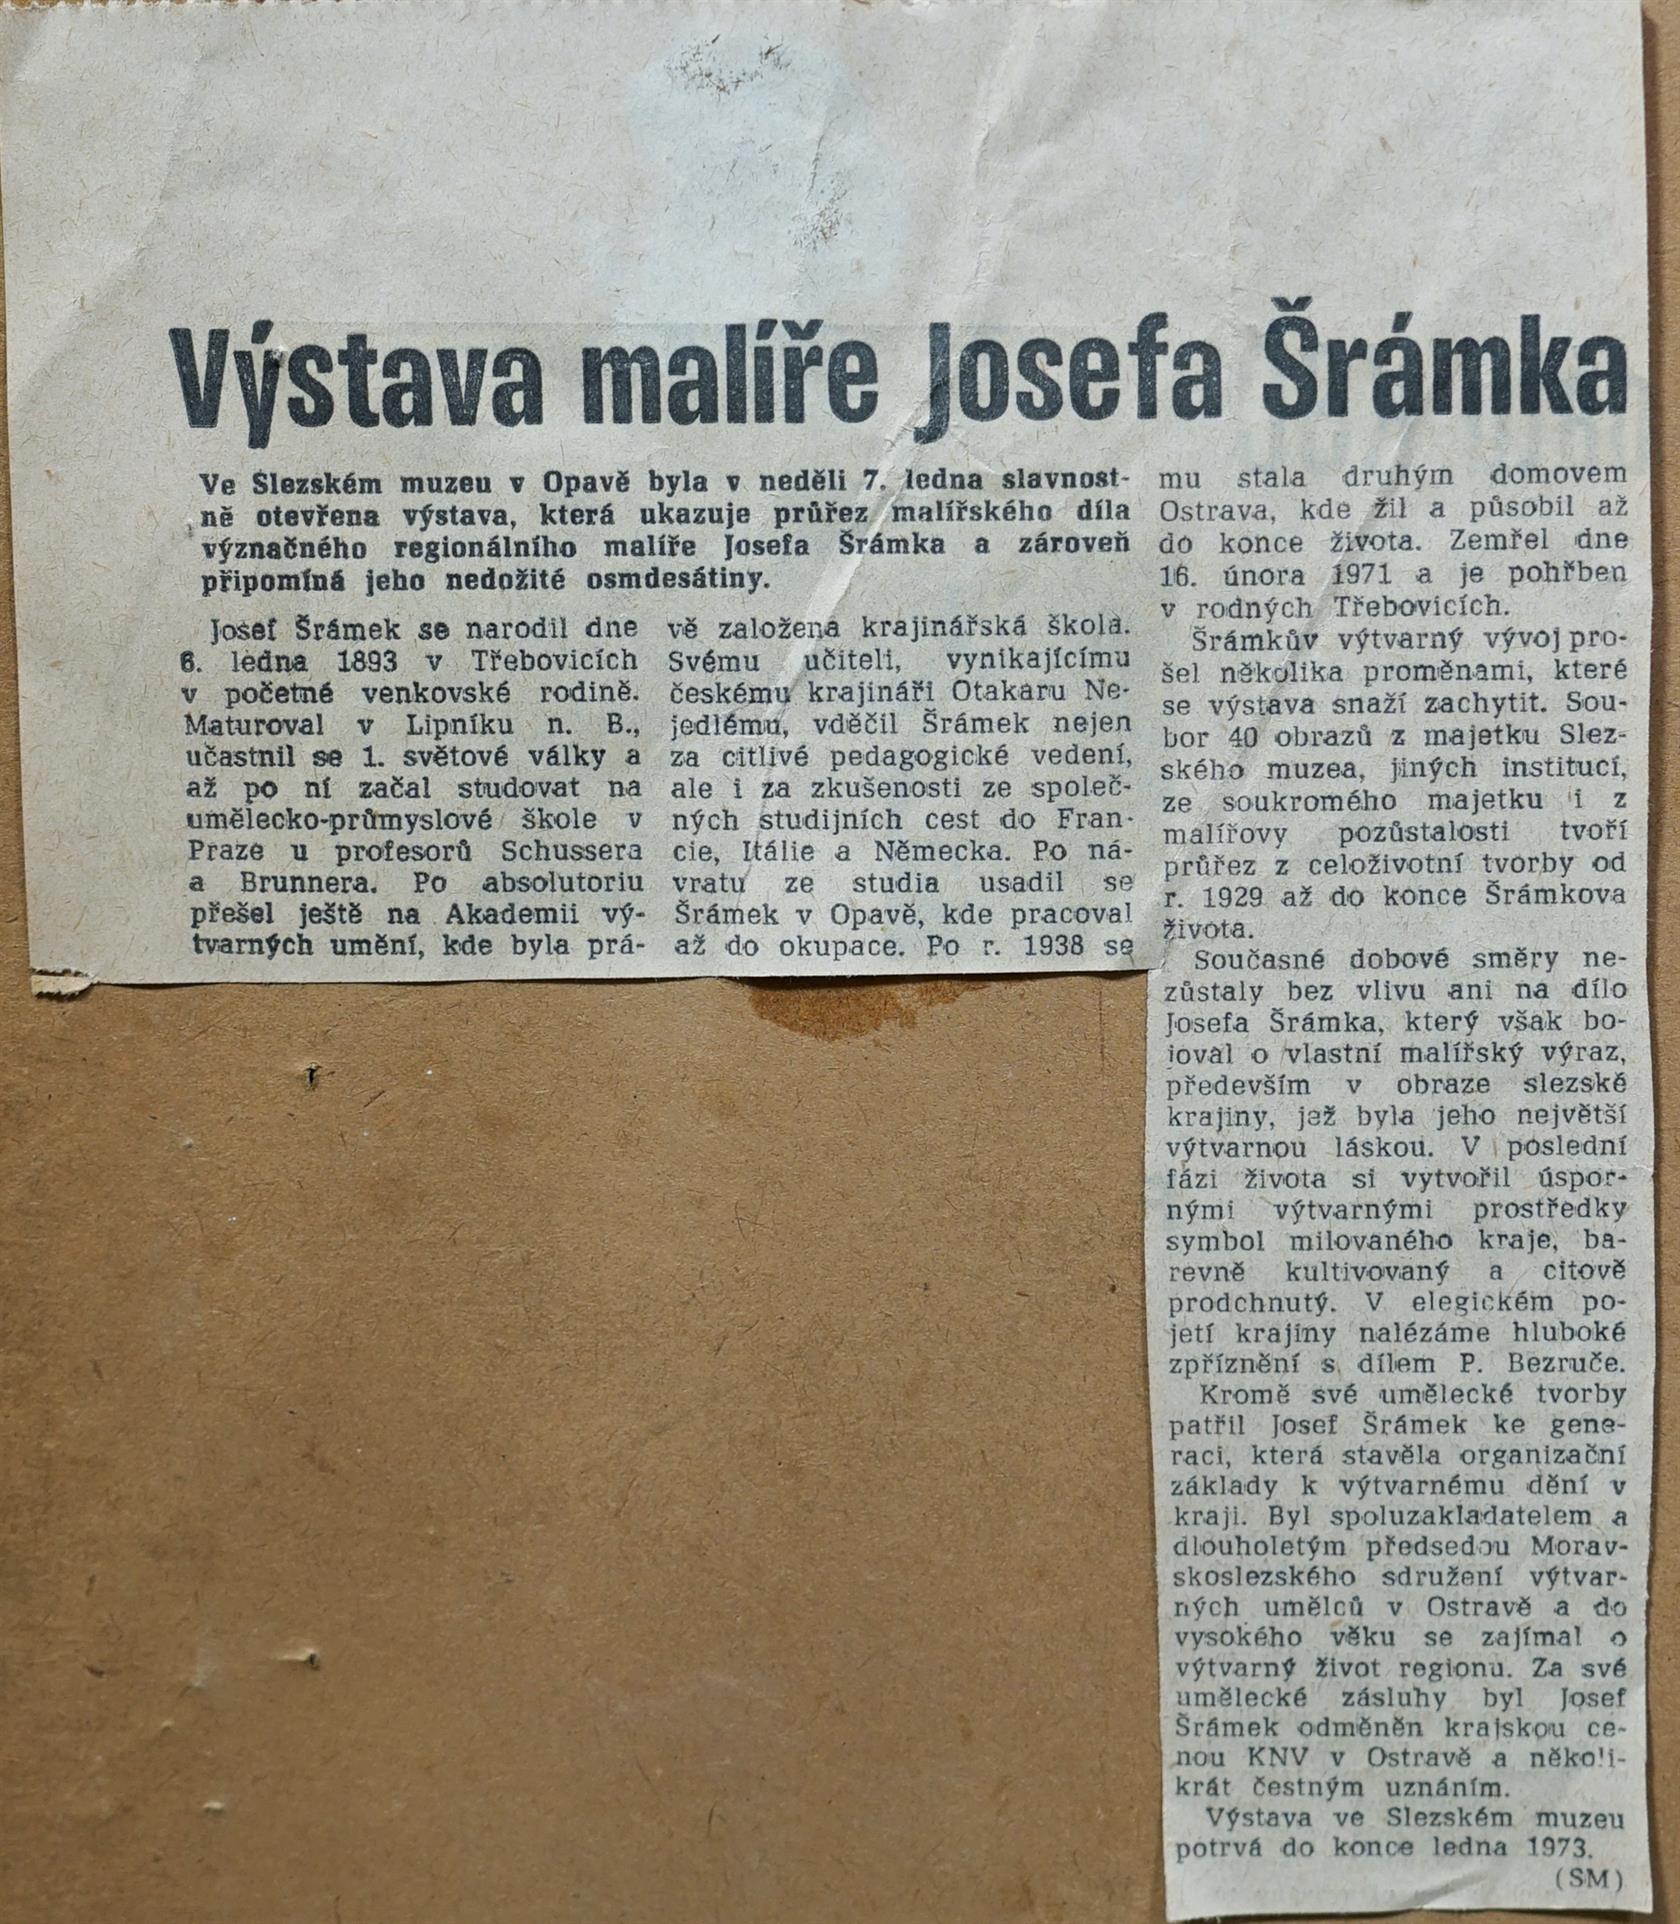 Výstava malíře Josefa Šrámka
Ve Slezském muzeu v Opavě byla v neděli 7. ledna slavnost-
ně otevřena výstava, která ukazuje průřez malířského díla
význačného regionálního malíře Josefa Šrámka a zároveň
připomíná jeho nedožité osmdesátiny.
Josef Šrámek se narodil dne
6. ledna 1893 v Třebovicích
v početné venkovské rodině.
Maturoval v Lipníku n. B.,
učastnil se 1. světové války a
až po ní začal studovat na
umělecko-průmyslové škole v
Praze u profesorů Schussera
a Brunnera. Po absolutoriu
přešel ještě na Akademii vý-
tvarných umění, kde byla prá-
vě založena krajinářská škola.
Svému učiteli, vynikajícímu
českému krajináři Otakaru Ne-
jedlému, vděčil Šrámek nejen
za citlivé pedagogické vedení,
ale i za zkušenosti ze společ-
ných studijních cest do Fran-
cie, Itálie a Německa. Po ná-
vratu ze studia usadil se
Šrámek v Opavě, kde pracoval
až do okupace. Po r. 1938 se
mu stala druhým domovem
Ostrava, kde žil a působil až
do konce života. Zemřel dne
16. února 1971 a je pohřben
v rodných Třebovicích.
Šrámkův výtvarný vývoj pro-
šel několika proměnami, které
se výstava snaží zachytit. Sou-
bor 40 obrazů z majetku Slez-
ského muzea, jiných institucí,
ze soukromého majetku i z
malířovy pozůstalosti tvoří
průřez z celoživotní tvorby od
r. 1929 až do konce Šrámkova
života.
Současné dobové směry ne-
zůstaly bez vlivu ani na dílo
Josefa Šrámka, který však bo-
joval o vlastní malířský výraz,
především v obraze slezské
krajiny, jež byla jeho největší
výtvarnou láskou. V poslední
fázi života si vytvořil úspor-
nými výtvarnými prostředky
symbol milovaného kraje, ba-
revně kultivovaný a citově
prodchnutý. V elegickém po-
jetí krajiny nalézáme hluboké
zpříznění s dílem P. Bezruče.
Kromě své umělecké tvorby
patřil Josef Šrámek ke gene-
raci, která stavěla organizační
základy k výtvarnému dění v
kraji. Byl spoluzakladatelem a
dlouholetým předsedou Morav-
skoslezského sdružení výtvar-
ných umělců v Ostravě a do
vysokého věku se zajímal o
výtvarný život regionu. Za své
umělecké zásluhy byl Josef
Šrámek odměněn krajskou ce-
nou KNV v Ostravě a několi-
krát čestným uznáním.
Výstava ve Slezském muzeu
potrvá do konce ledna 1973.
(SM)